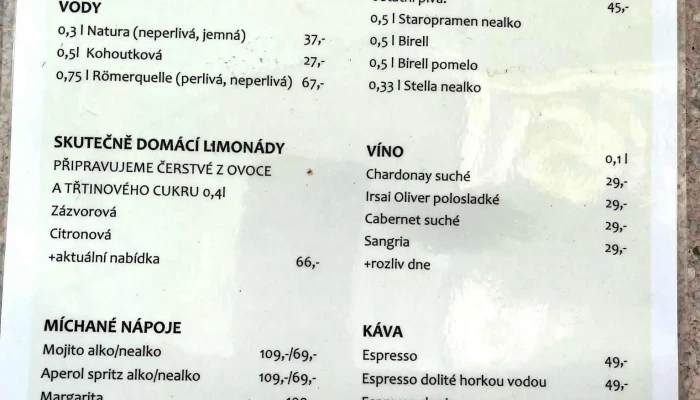 VODY
0,3 l Natura (neperlivá, jemná) 37,-
0,5l Kohoutková 27,-
0,75 l Römerquelle (perlivá, neperlivá) 67,-
SKUTEČNĚ DOMÁCÍ LIMONÁDY
PŘIPRAVUJEME ČERSTVÉ Z OVOCE
A TŘTINOVÉHO CUKRU 0,4l
Zázvorová
Citronová
+aktuální nabídka 66,-
MÍCHANÉ NÁPOJE
Mojito alko/nealko 109,-/69,-
Aperol spritz alko/nealko 109,-/69,-
Margarita
45,-
0,5 l Staropramen nealko
0,5 l Birell
0,5 l Birell pomelo
0,33 l Stella nealko
VÍNO 0,1 l
Chardonay suché 29,-
Irsai Oliver polosladké 29,-
Cabernet suché 29,-
Sangria 29,-
+rozliv dne
KÁVA
Espresso 49,-
Espresso dolité horkou vodou 49,-